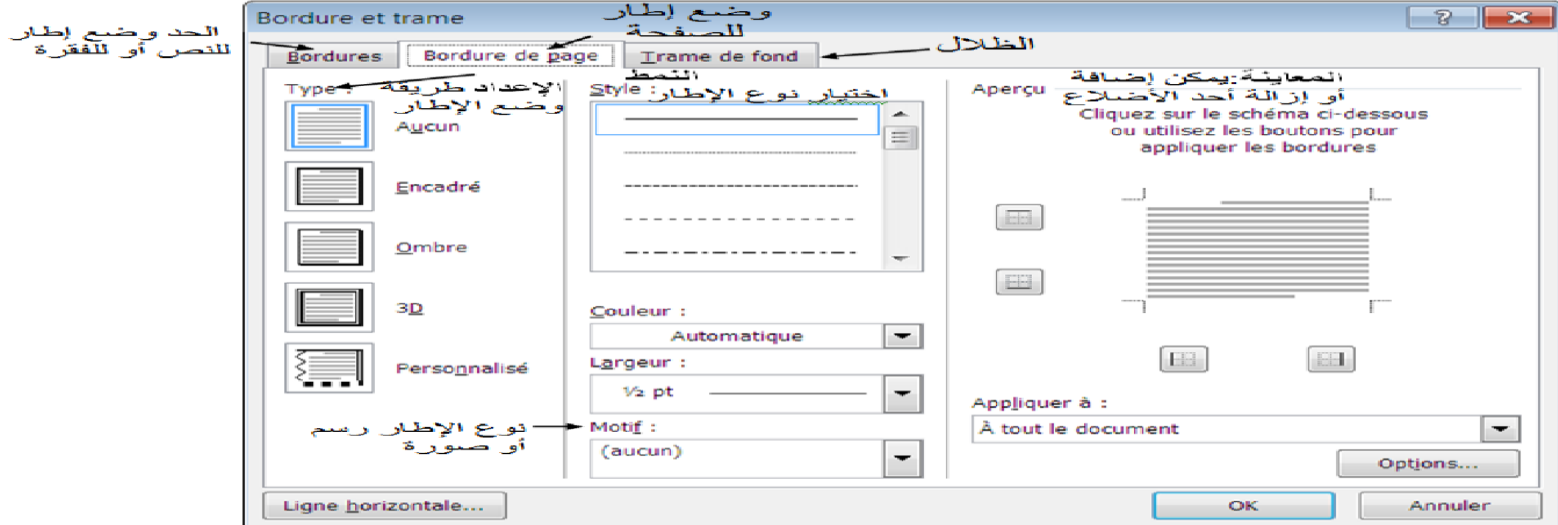 Bordure et trame
وضع إطار
للصفحة
الحد وضع إطار
للنص أو للفقرة
Bordures
Bordure de page
Trame de fond
الظلال
Type :
الإعداد طريقة
وضع الإطار
Aucun
Encadré
Ombre
3D
Personnalisé
نوع الإطار رسم
أو صورة
النمط
Style :
اختيار نوع الإطار
Couleur :
Automatique
Largeur :
½ pt
Motif :
(aucun)
Aperçu
المعاينة:يمكن إضافة
أو إزالة أحد الأضلاع
Cliquez sur le schéma ci-dessous
ou utilisez les boutons pour
appliquer les bordures
Appliquer à :
À tout le document
Options...
Ligne horizontale...
OK
Annuler